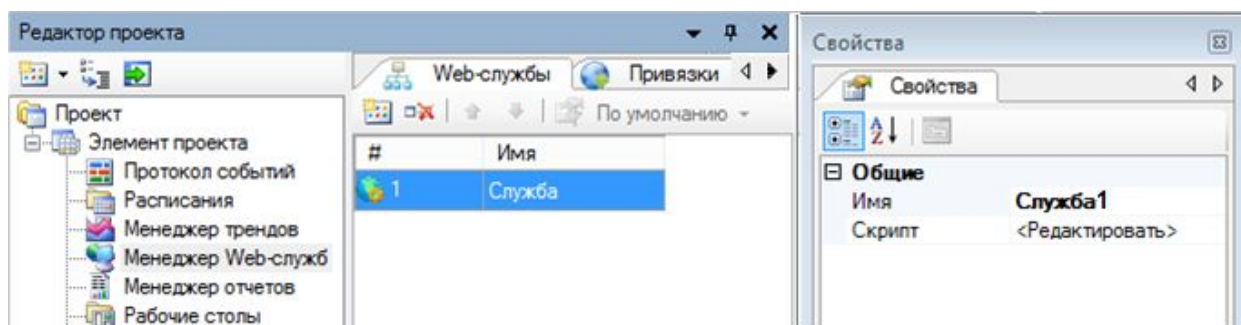 Редактор проекта
Проект
Элемент проекта
Протокол событий
Расписания
Менеджер трендов
Менеджер Web-служб
Менеджер отчетов
Рабочие столы
Web-службы Привязки
По умолчанию
# Имя
1 Служба
Свойства
Свойства
Общие
Имя Служба1
Скрипт <Редактировать>